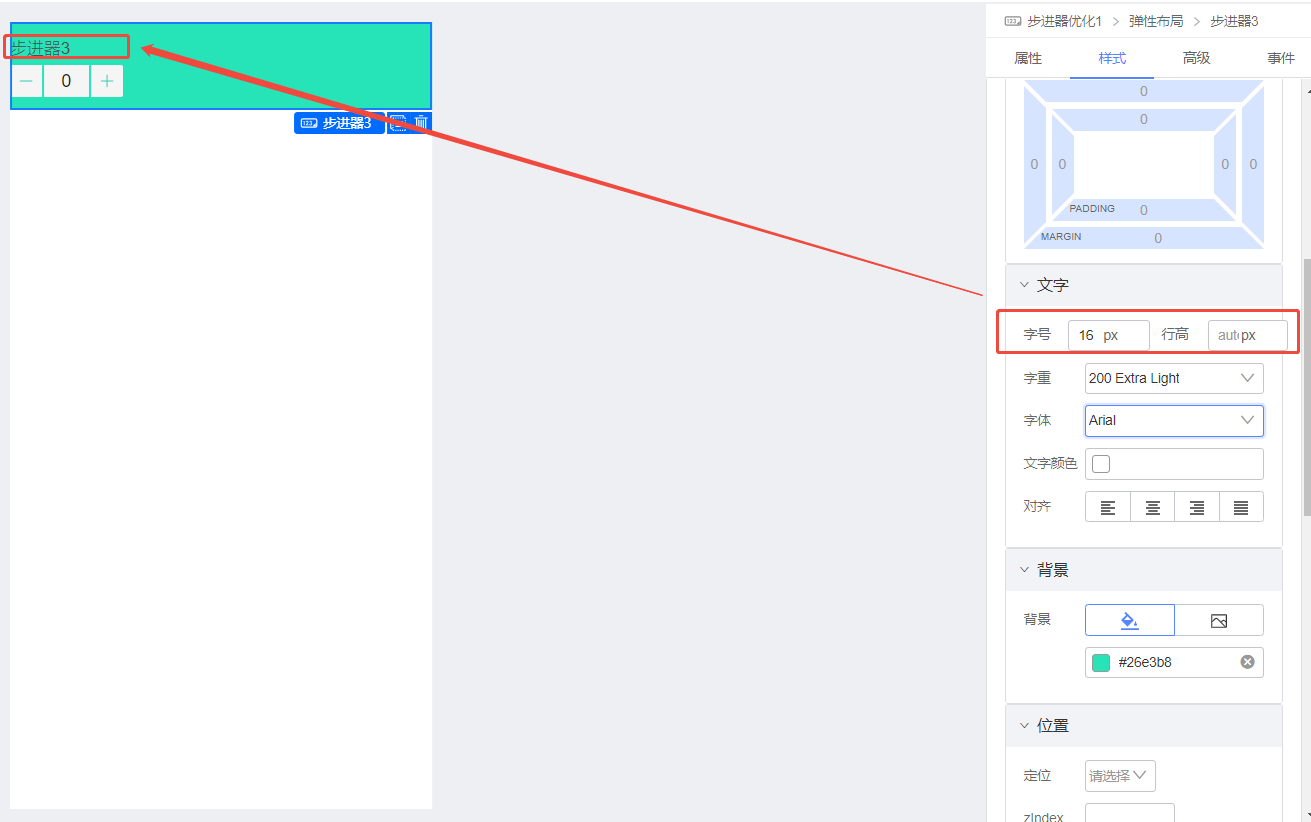 步进器优化1 > 弹性布局 > 步进器3
属性 样式 高级 事件
步进器3
0
步进器3
0
0
0 0 0 0
PADDING 0
MARGIN 0
文字
字号 16 px 行高 auto px
字重 200 Extra Light
字体 Arial
文字颜色
对齐
背景
背景
#26e3b8
位置
定位 请选择
zIndex